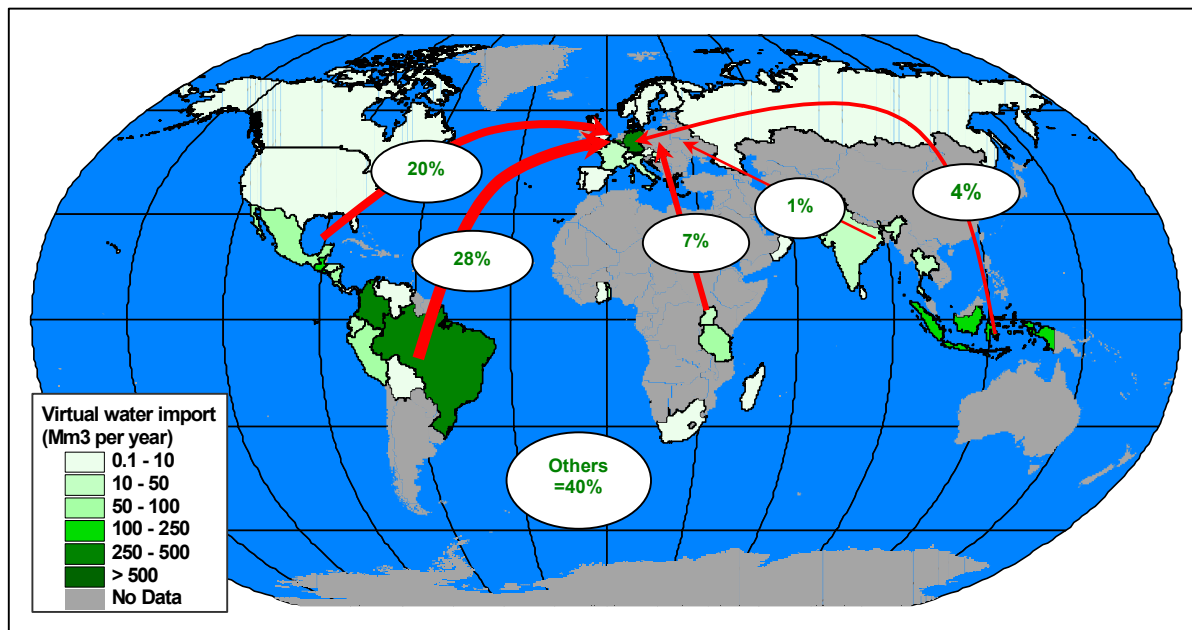 20%
28%
7%
1%
4%
Others
=40%
Virtual water import
(Mm3 per year)
0.1 - 10
10 - 50
50 - 100
100 - 250
250 - 500
> 500
No Data